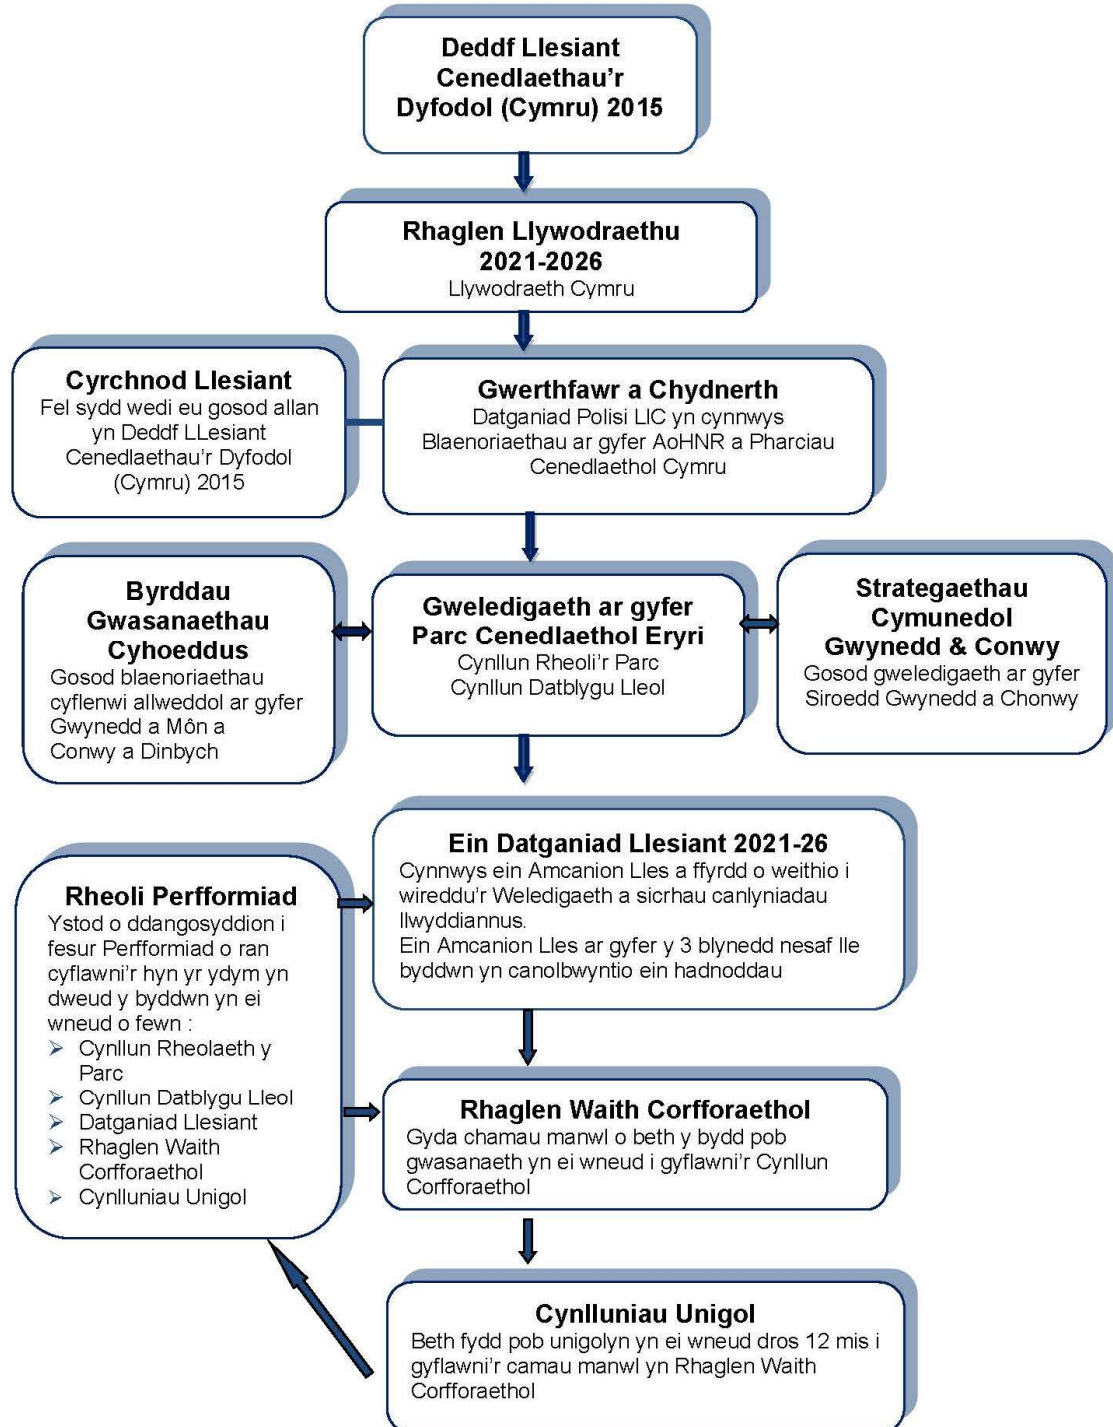 Deddf Llesiant
Cenedlaethau'r
Dyfodol (Cymru) 2015
Rhaglen Llywodraethu
2021-2026
Llywodraeth Cymru
Cyrchnod Llesiant
Fel sydd wedi eu gosod allan
yn Deddf LLesiant
Cenedlaethau'r Dyfodol
(Cymru) 2015
Gwerthfawr a Chydnerth
Datganiad Polisi LlC yn cynnwys
Blaenoriaethau ar gyfer AoHNR a Pharciau
Cenedlaethol Cymru
Byrddau
Gwasanaethau
Cyhoeddus
Gosod blaenoriaethau
cyflenwi allweddol ar gyfer
Gwynedd a Môn a
Conwy a Dinbych
Gweledigaeth ar gyfer
Parc Cenedlaethol Eryri
Cynllun Rheoli'r Parc
Cynllun Datblygu Lleol
Strategaethau
Cymunedol
Gwynedd & Conwy
Gosod gweledigaeth ar gyfer
Siroedd Gwynedd a Chonwy
Ein Datganiad Llesiant 2021-26
Cynnwys ein Amcanion Lles a ffyrdd o weithio i
wireddu'r Weledigaeth a sicrhau canlyniadau
llwyddiannus.
Ein Amcanion Lles ar gyfer y 3 blynedd nesaf lle
byddwn yn canolbwyntio ein hadnoddau
Rheoli Perfformiad
Ystod o ddangosyddion i
fesur Perfformiad o ran
cyflawni'r hyn yr ydym yn
dweud y byddwn yn ei
wneud o fewn :
➢ Cynllun Rheolaeth y
Parc
➢ Cynllun Datblygu Lleol
➢ Datganiad Llesiant
➢ Rhaglen Waith
Corfforaethol
➢ Cynlluniau Unigol
Rhaglen Waith Corfforaethol
Gyda chamau manwl o beth y bydd pob
gwasanaeth yn ei wneud i gyflawni'r Cynllun
Corfforaethol
Cynlluniau Unigol
Beth fydd pob unigolyn yn ei wneud dros 12 mis i
gyflawni'r camau manwl yn Rhaglen Waith
Corfforaethol